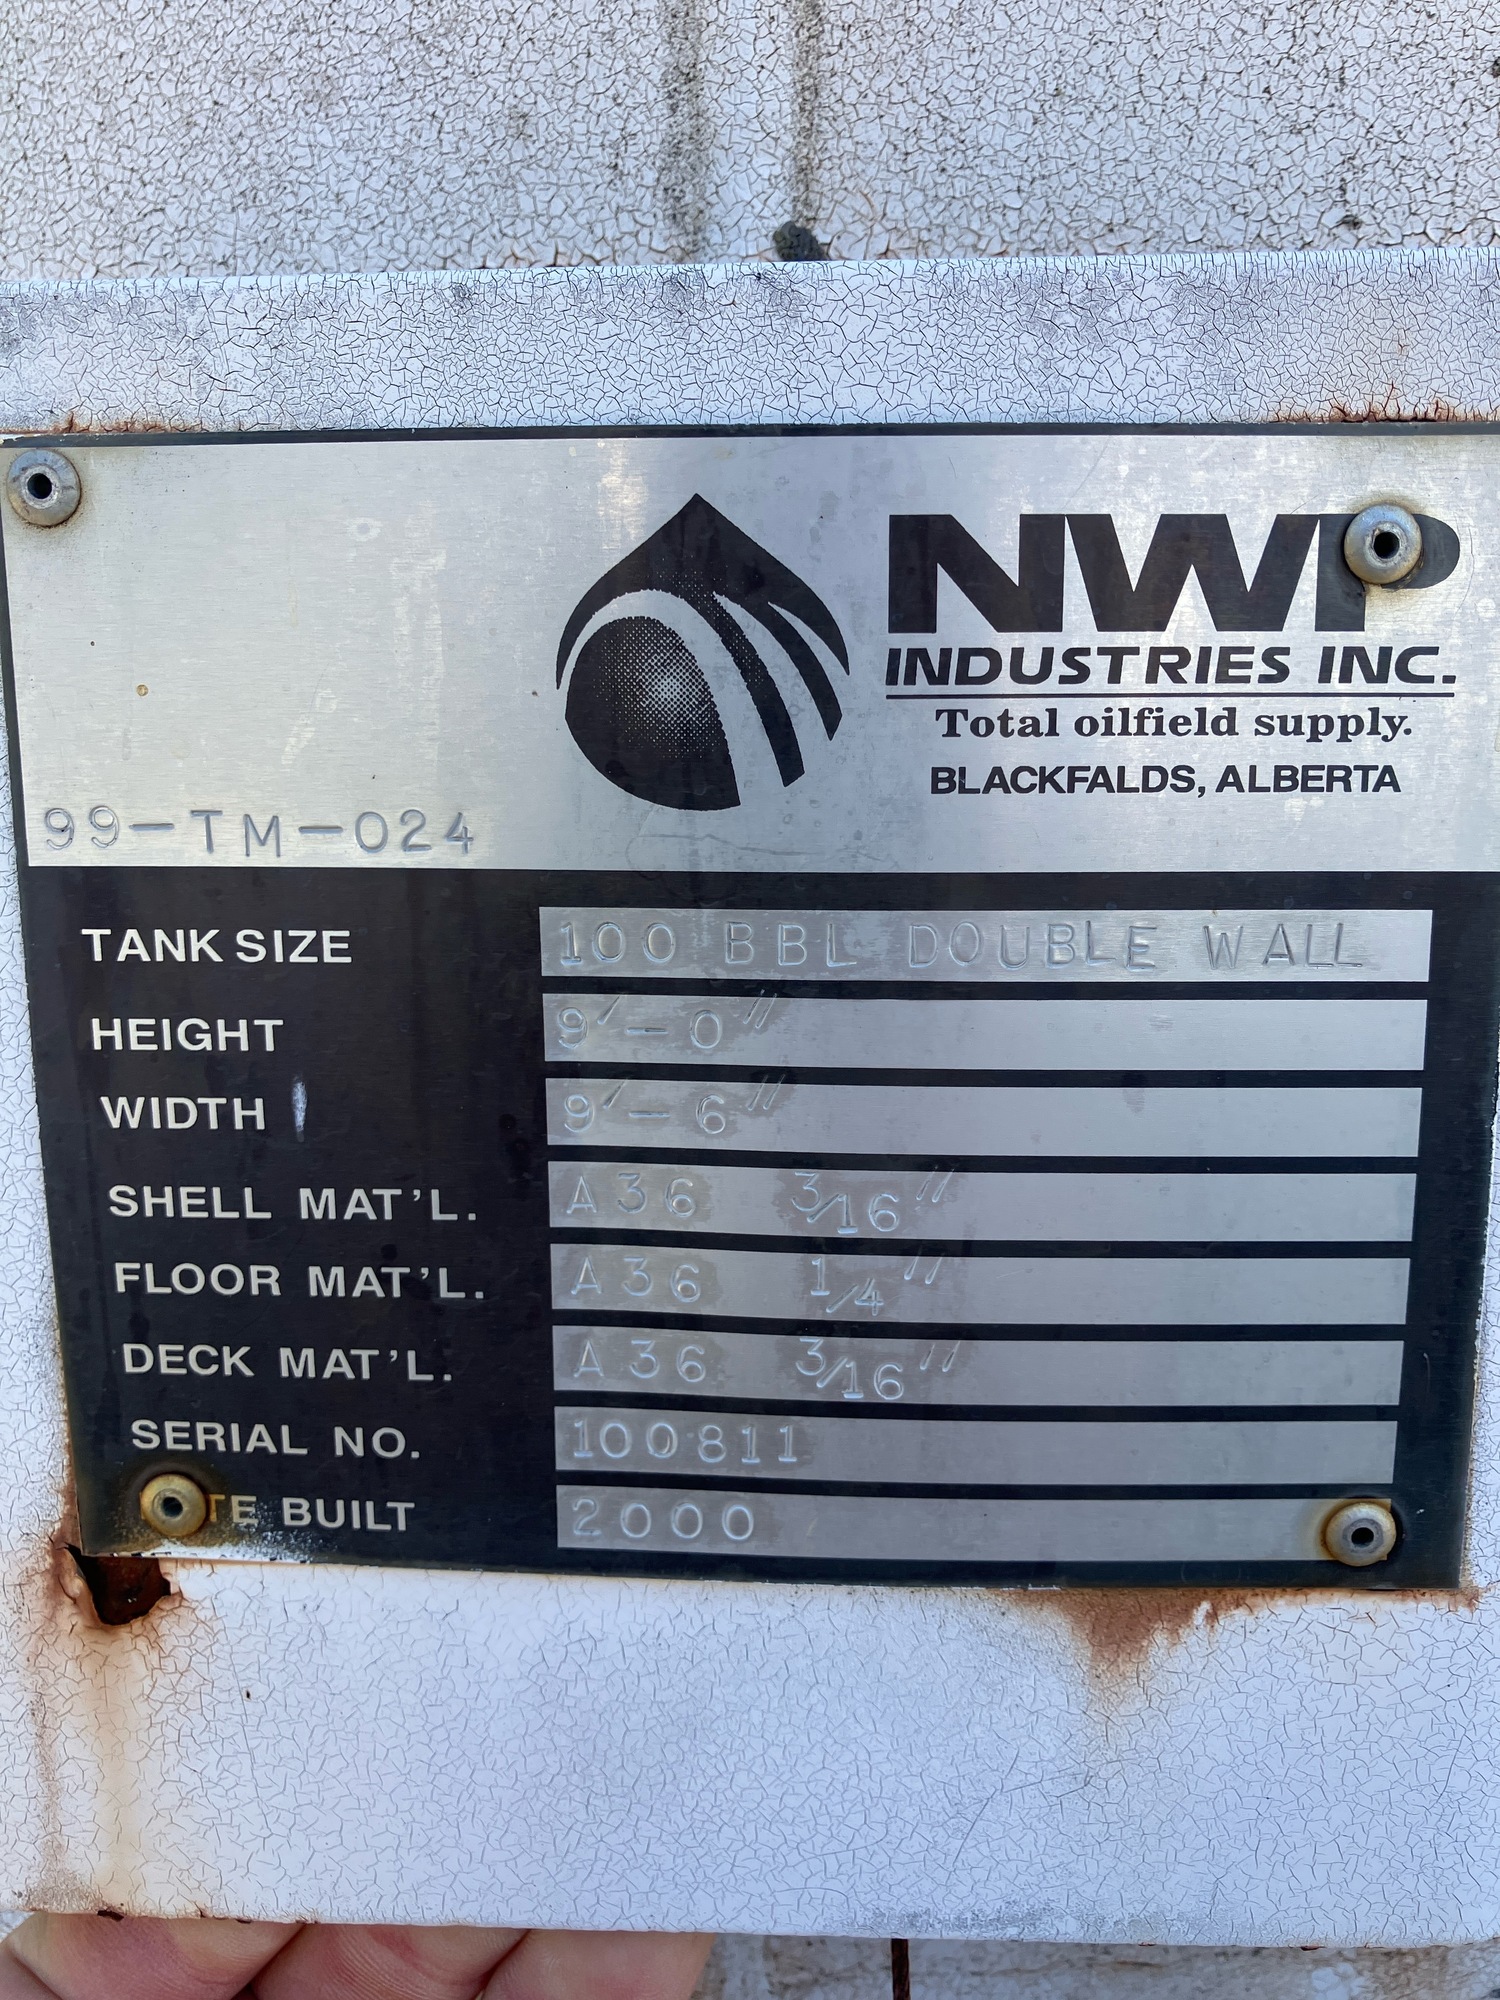 NWP
INDUSTRIES INC.
Total oilfield supply.
BLACKFALDS, ALBERTA
99-TM-024
TANK SIZE 100 BBL DOUBLE WALL
HEIGHT 9'-0"
WIDTH 9'-6"
SHELL MAT'L. A36 3/16"
FLOOR MAT'L. A36 1/4"
DECK MAT'L. A36 3/16"
SERIAL NO. 100811
BUILT 2000